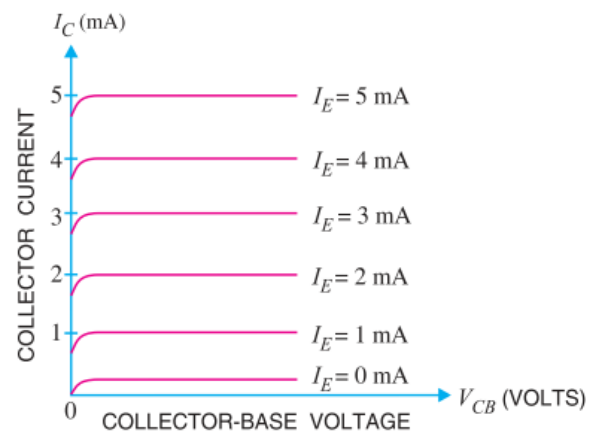 I_C (mA)
5
I_E = 5 mA
4
I_E = 4 mA
3
I_E = 3 mA
2
I_E = 2 mA
1
I_E = 1 mA
I_E = 0 mA
COLLECTOR CURRENT
0
V_CB (VOLTS)
COLLECTOR-BASE VOLTAGE